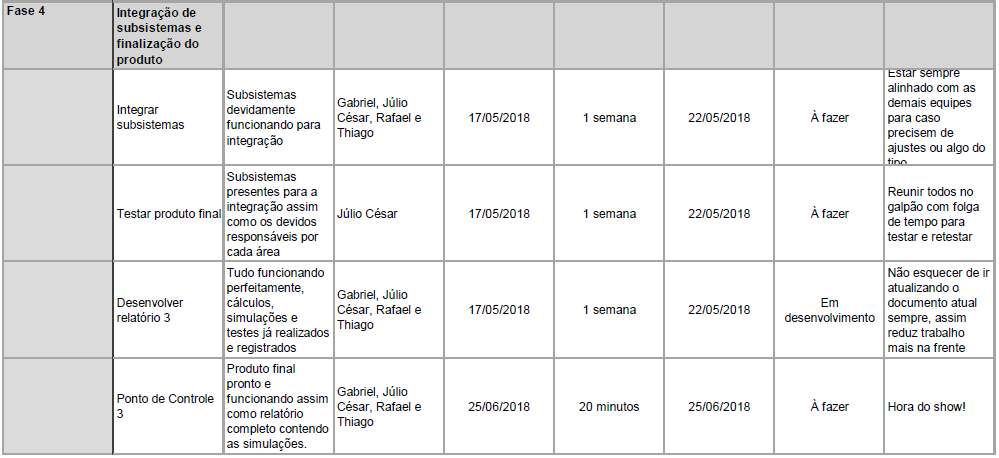 Fase 4
Integração de
subsistemas e
finalização do
produto
Integrar
subsistemas
Subsistemas
devidamente
funcionando para
integração
Gabriel, Júlio
César, Rafael e
Thiago
17/05/2018
1 semana
22/05/2018
À fazer
Estar sempre
alinhado com as
demais equipes
para caso
precisem de
ajustes ou algo do
tipo
Testar produto final
Subsistemas
presentes para a
integração assim
como os devidos
responsáveis por
cada área
Júlio César
17/05/2018
1 semana
22/05/2018
À fazer
Reunir todos no
galpão com folga
de tempo para
testar e retestar
Desenvolver
relatório 3
Tudo funcionando
perfeitamente,
cálculos,
simulações e
testes já realizados
e registrados
Gabriel, Júlio
César, Rafael e
Thiago
17/05/2018
1 semana
22/05/2018
Em
desenvolvimento
Não esquecer de ir
atualizando o
documento atual
sempre, assim
reduz trabalho
mais na frente
Ponto de Controle
3
Produto final
pronto e
funcionando assim
como relatório
completo contendo
as simulações.
Gabriel, Júlio
César, Rafael e
Thiago
25/06/2018
20 minutos
25/06/2018
À fazer
Hora do show!